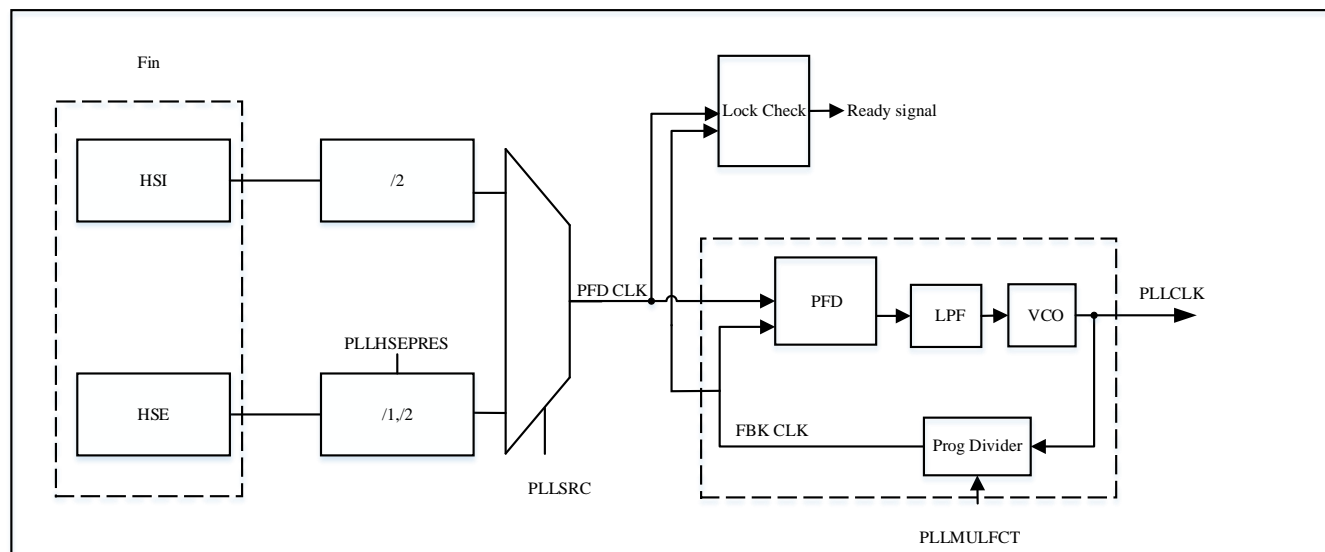 Fin
HSI
/2
Lock Check
Ready signal
PFD CLK
PFD
LPF
VCO
PLLCLK
PLLHSEPRES
HSE
/1,/2
FBK CLK
Prog Divider
PLLSRC
PLLMULFCT